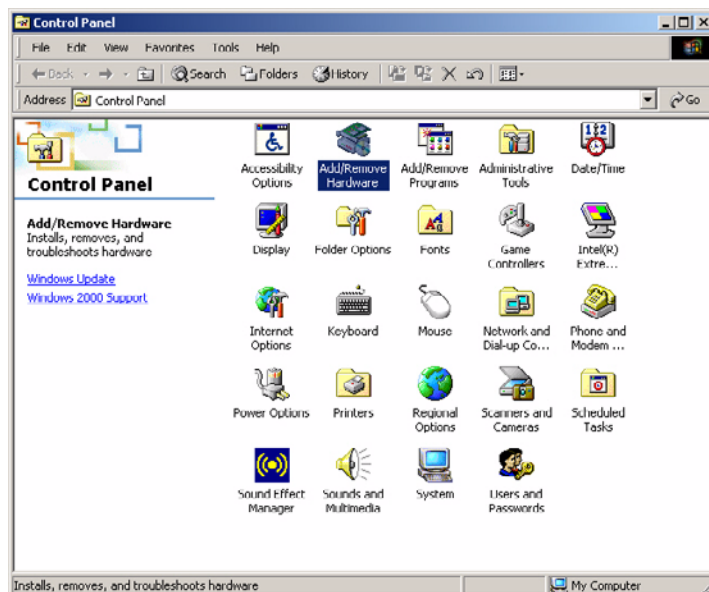 Control Panel
File Edit View Favorites Tools Help
Back Search Folders History
Address Control Panel Go
Control Panel
Add/Remove Hardware
Installs, removes, and
troubleshoots hardware
Windows Update
Windows 2000 Support
Accessibility
Options
Add/Remove
Hardware
Add/Remove
Programs
Administrative
Tools
Date/Time
Display
Folder Options
Fonts
Game
Controllers
Intel(R)
Extre...
Internet
Options
Keyboard
Mouse
Network and
Dial-up Co...
Phone and
Modem ...
Power Options
Printers
Regional
Options
Scanners and
Cameras
Scheduled
Tasks
Sound Effect
Manager
Sounds and
Multimedia
System
Users and
Passwords
Installs, removes, and troubleshoots hardware
My Computer